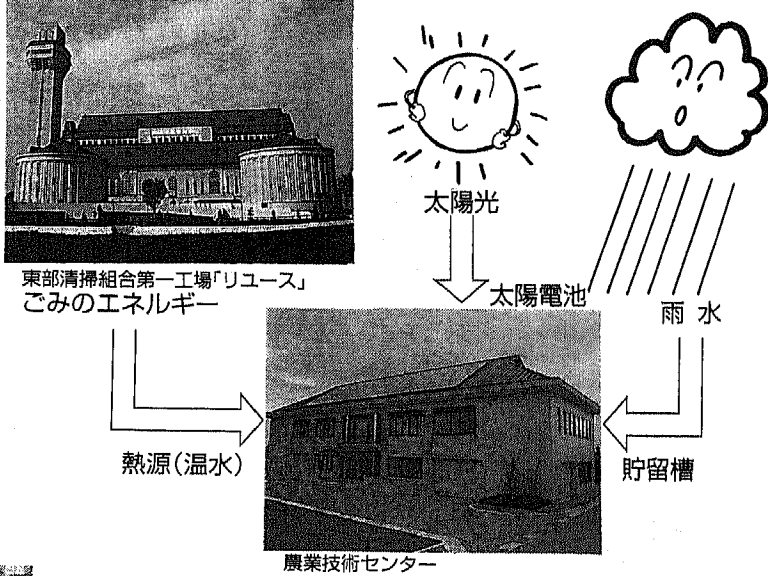 東部清掃組合第一工場「リユース」
ごみのエネルギー
太陽光
太陽電池
雨水
熱源(温水)
貯留槽
農業技術センター